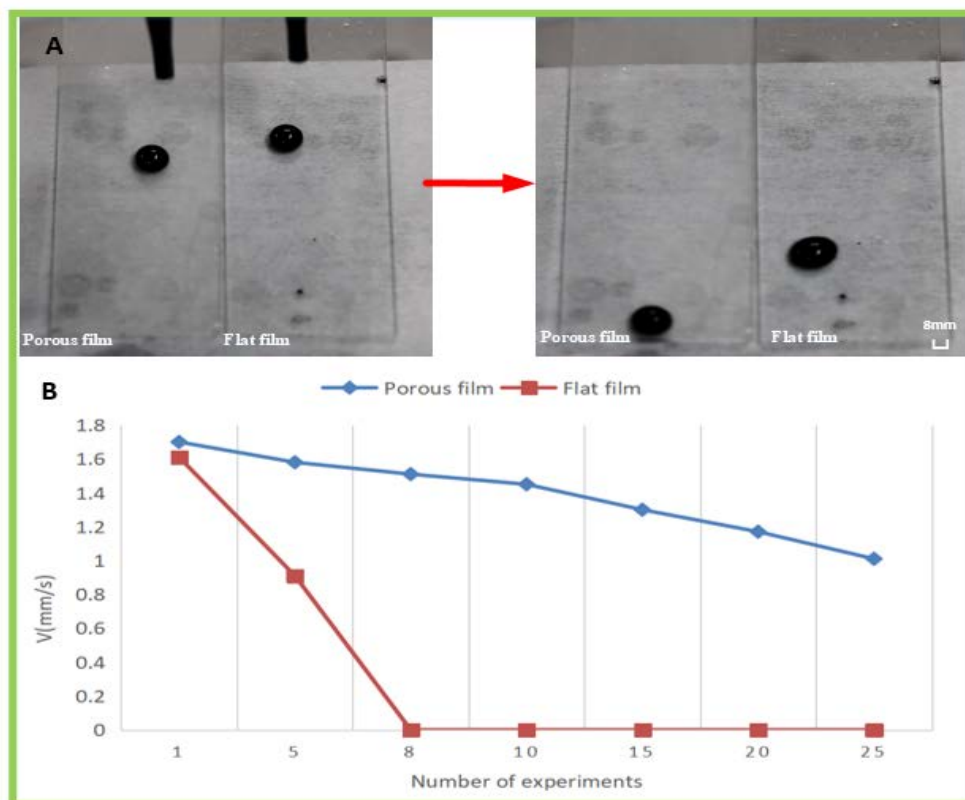 A
Porous film
Flat film
Porous film
Flat film
8mm
B
Porous film
Flat film
1.8
1.6
1.4
1.2
1
0.8
0.6
0.4
0.2
0
V(mm/s)
1 5 8 10 15 20 25
Number of experiments